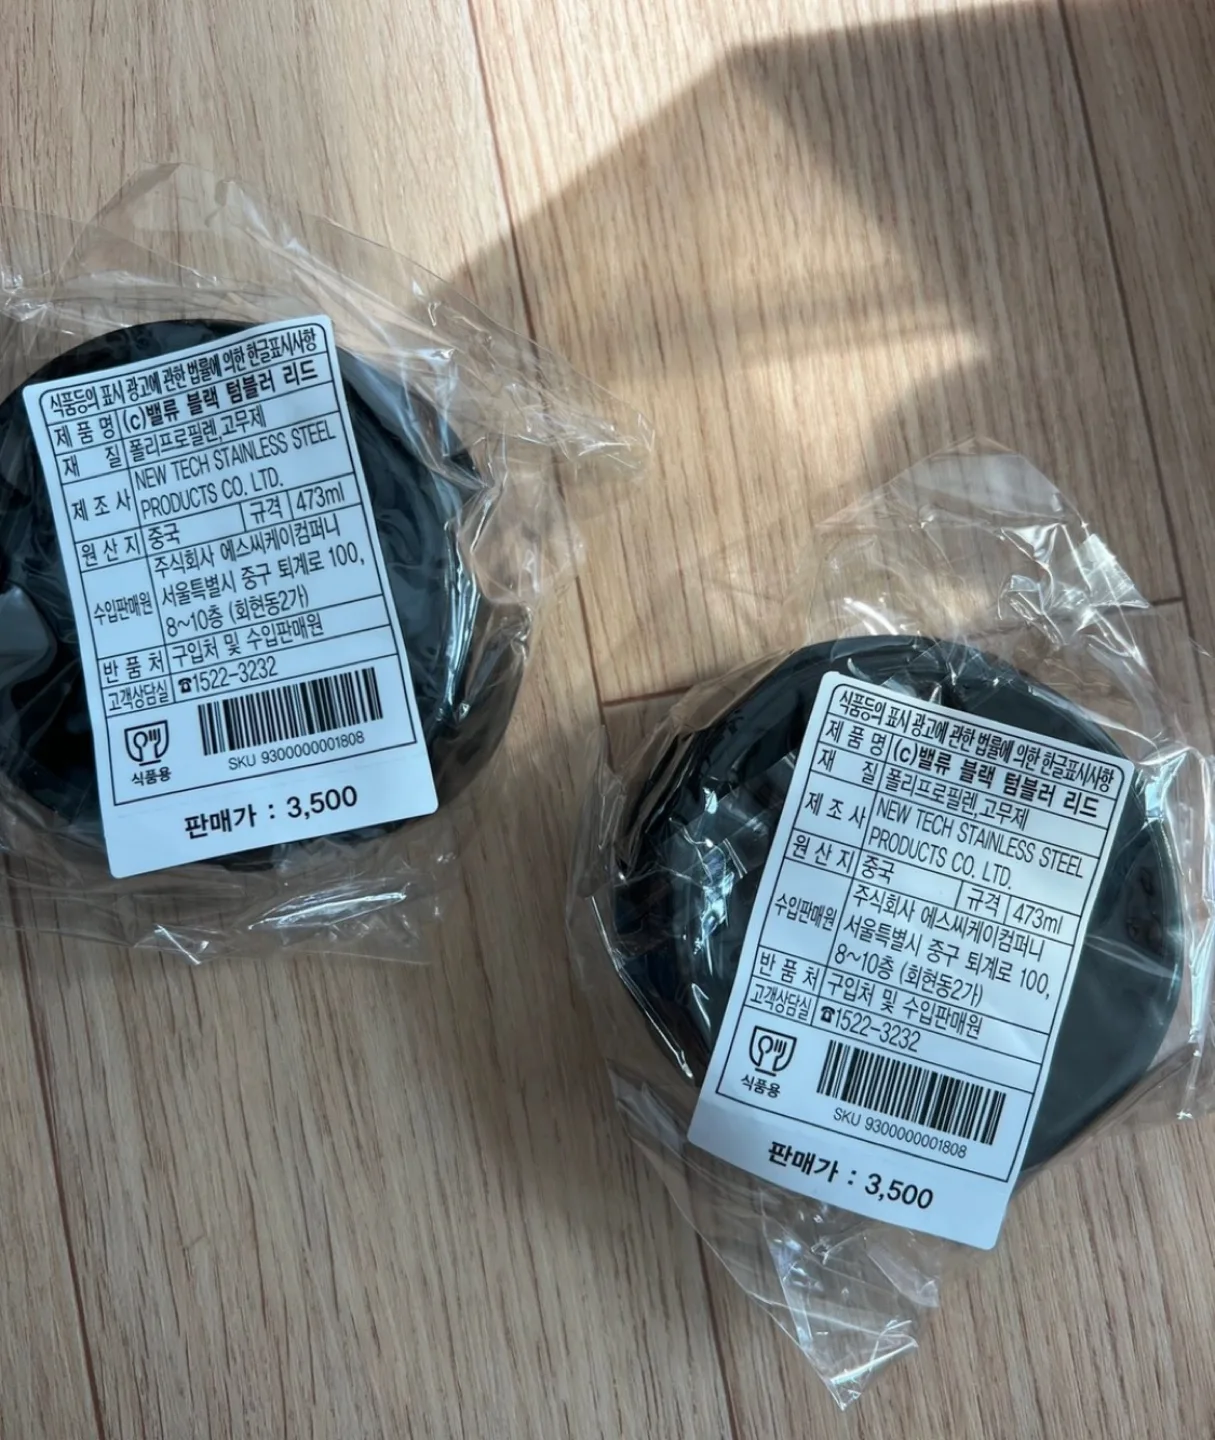 식품등의 표시 광고에 관한 법률에 의한 한글표시사항
제 품 명 (C)밸류 블랙 텀블러 리드
재 질 폴리프로필렌,고무제
제 조 사 NEW TECH STAINLESS STEEL
PRODUCTS CO. LTD.
원 산 지 중국 규격 473ml
수입판매원 주식회사 에스씨케이컴퍼니
서울특별시 중구 퇴계로 100,
8~10층 (회현동2가)
반 품 처 구입처 및 수입판매원
고객상담실 ☎1522-3232
식품용
SKU 9300000001808
판매가 : 3,500
식품등의 표시 광고에 관한 법률에 의한 한글표시사항
제 품 명 (C)밸류 블랙 텀블러 리드
재 질 폴리프로필렌,고무제
제 조 사 NEW TECH STAINLESS STEEL
PRODUCTS CO. LTD.
원 산 지 중국 규격 473ml
수입판매원 주식회사 에스씨케이컴퍼니
서울특별시 중구 퇴계로 100,
8~10층 (회현동2가)
반 품 처 구입처 및 수입판매원
고객상담실 ☎1522-3232
식품용
SKU 9300000001808
판매가 : 3,500